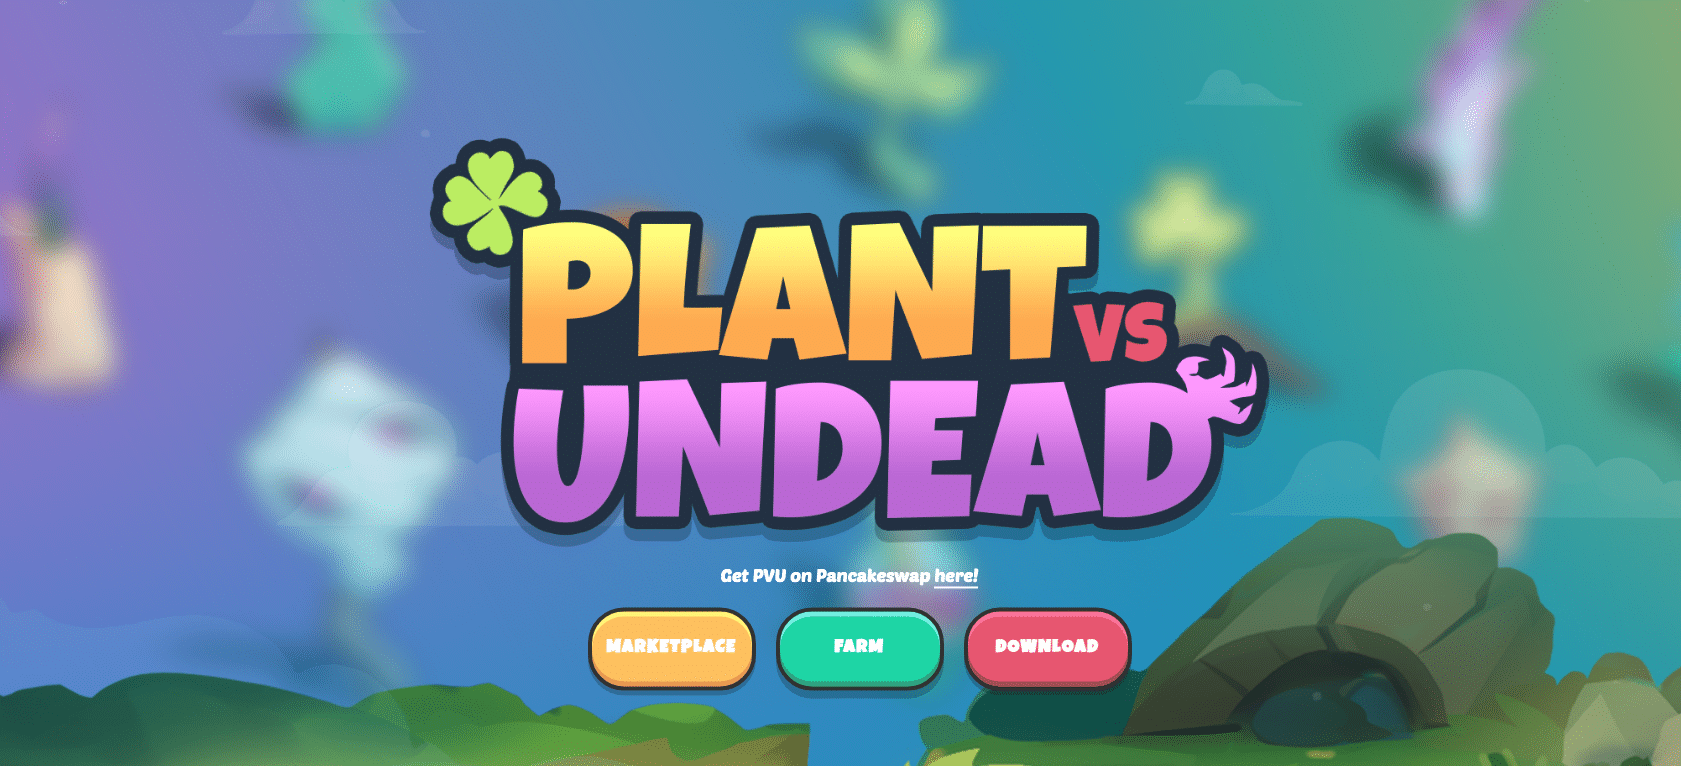 PLANT
VS
UNDEAD
Get PVU on Pancakeswap here!
MARKETPLACE
FARM
DOWNLOAD